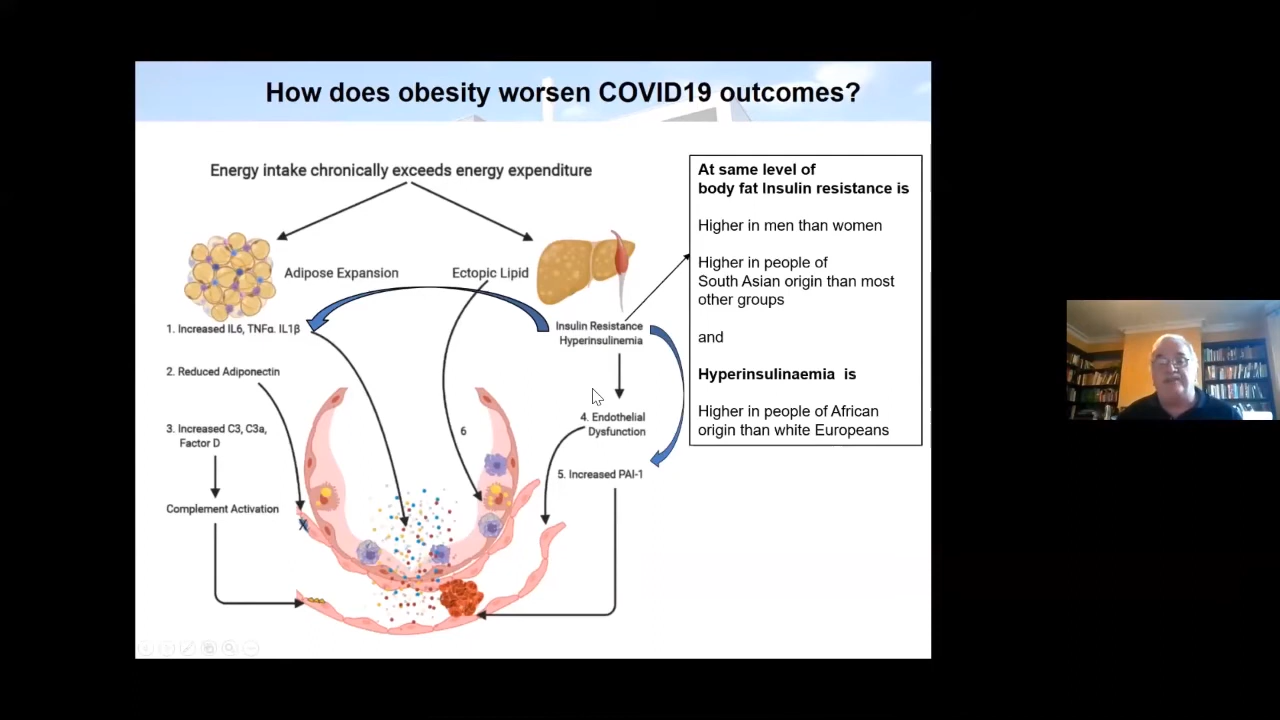 How does obesity worsen COVID19 outcomes?
Energy intake chronically exceeds energy expenditure
Adipose Expansion
Ectopic Lipid
1. Increased IL6, TNFα. IL1β
2. Reduced Adiponectin
3. Increased C3, C3a,
Factor D
Complement Activation
X
6
Insulin Resistance
Hyperinsulinemia
4. Endothelial
Dysfunction
5. Increased PAI-1
At same level of
body fat Insulin resistance is
Higher in men than women
Higher in people of
South Asian origin than most
other groups
and
Hyperinsulinaemia is
Higher in people of African
origin than white Europeans